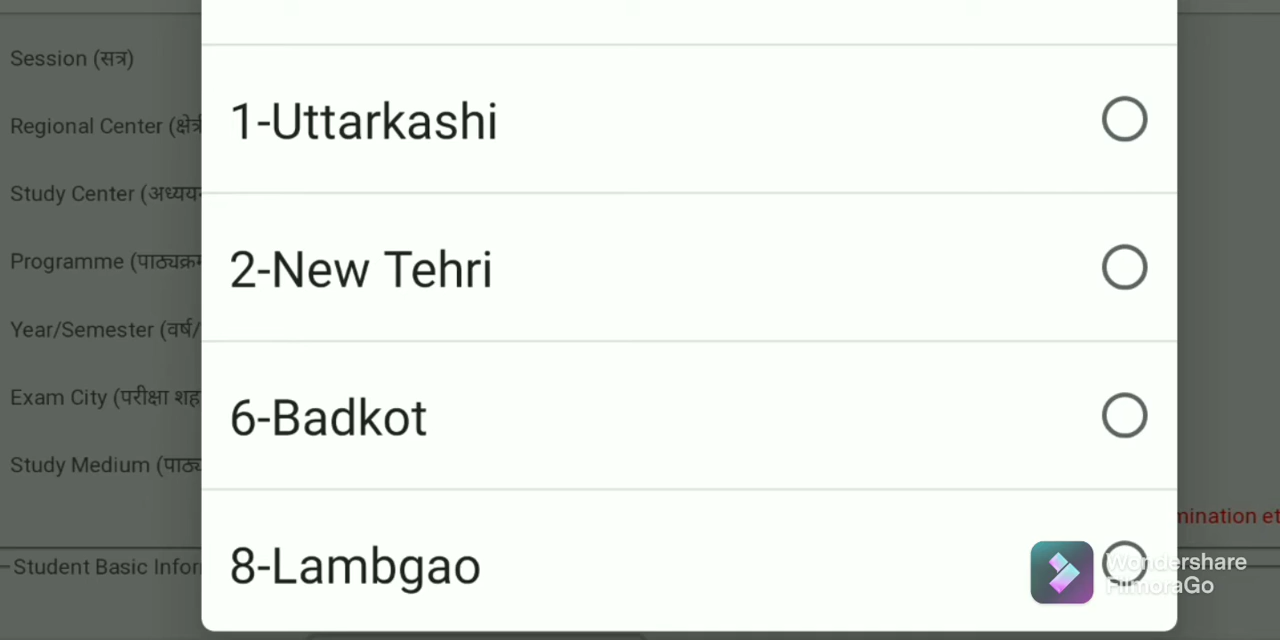 Session (सत्र)
Regional Center (क्षेत्री
Study Center (अध्ययन
Programme (पाठ्यक्रम
Year/Semester (वर्ष/
Exam City (परीक्षा शह
Study Medium (पाठ्य
Student Basic Infor
1-Uttarkashi
2-New Tehri
6-Badkot
8-Lambgao
mination et
Wondershare
FilmoraGo